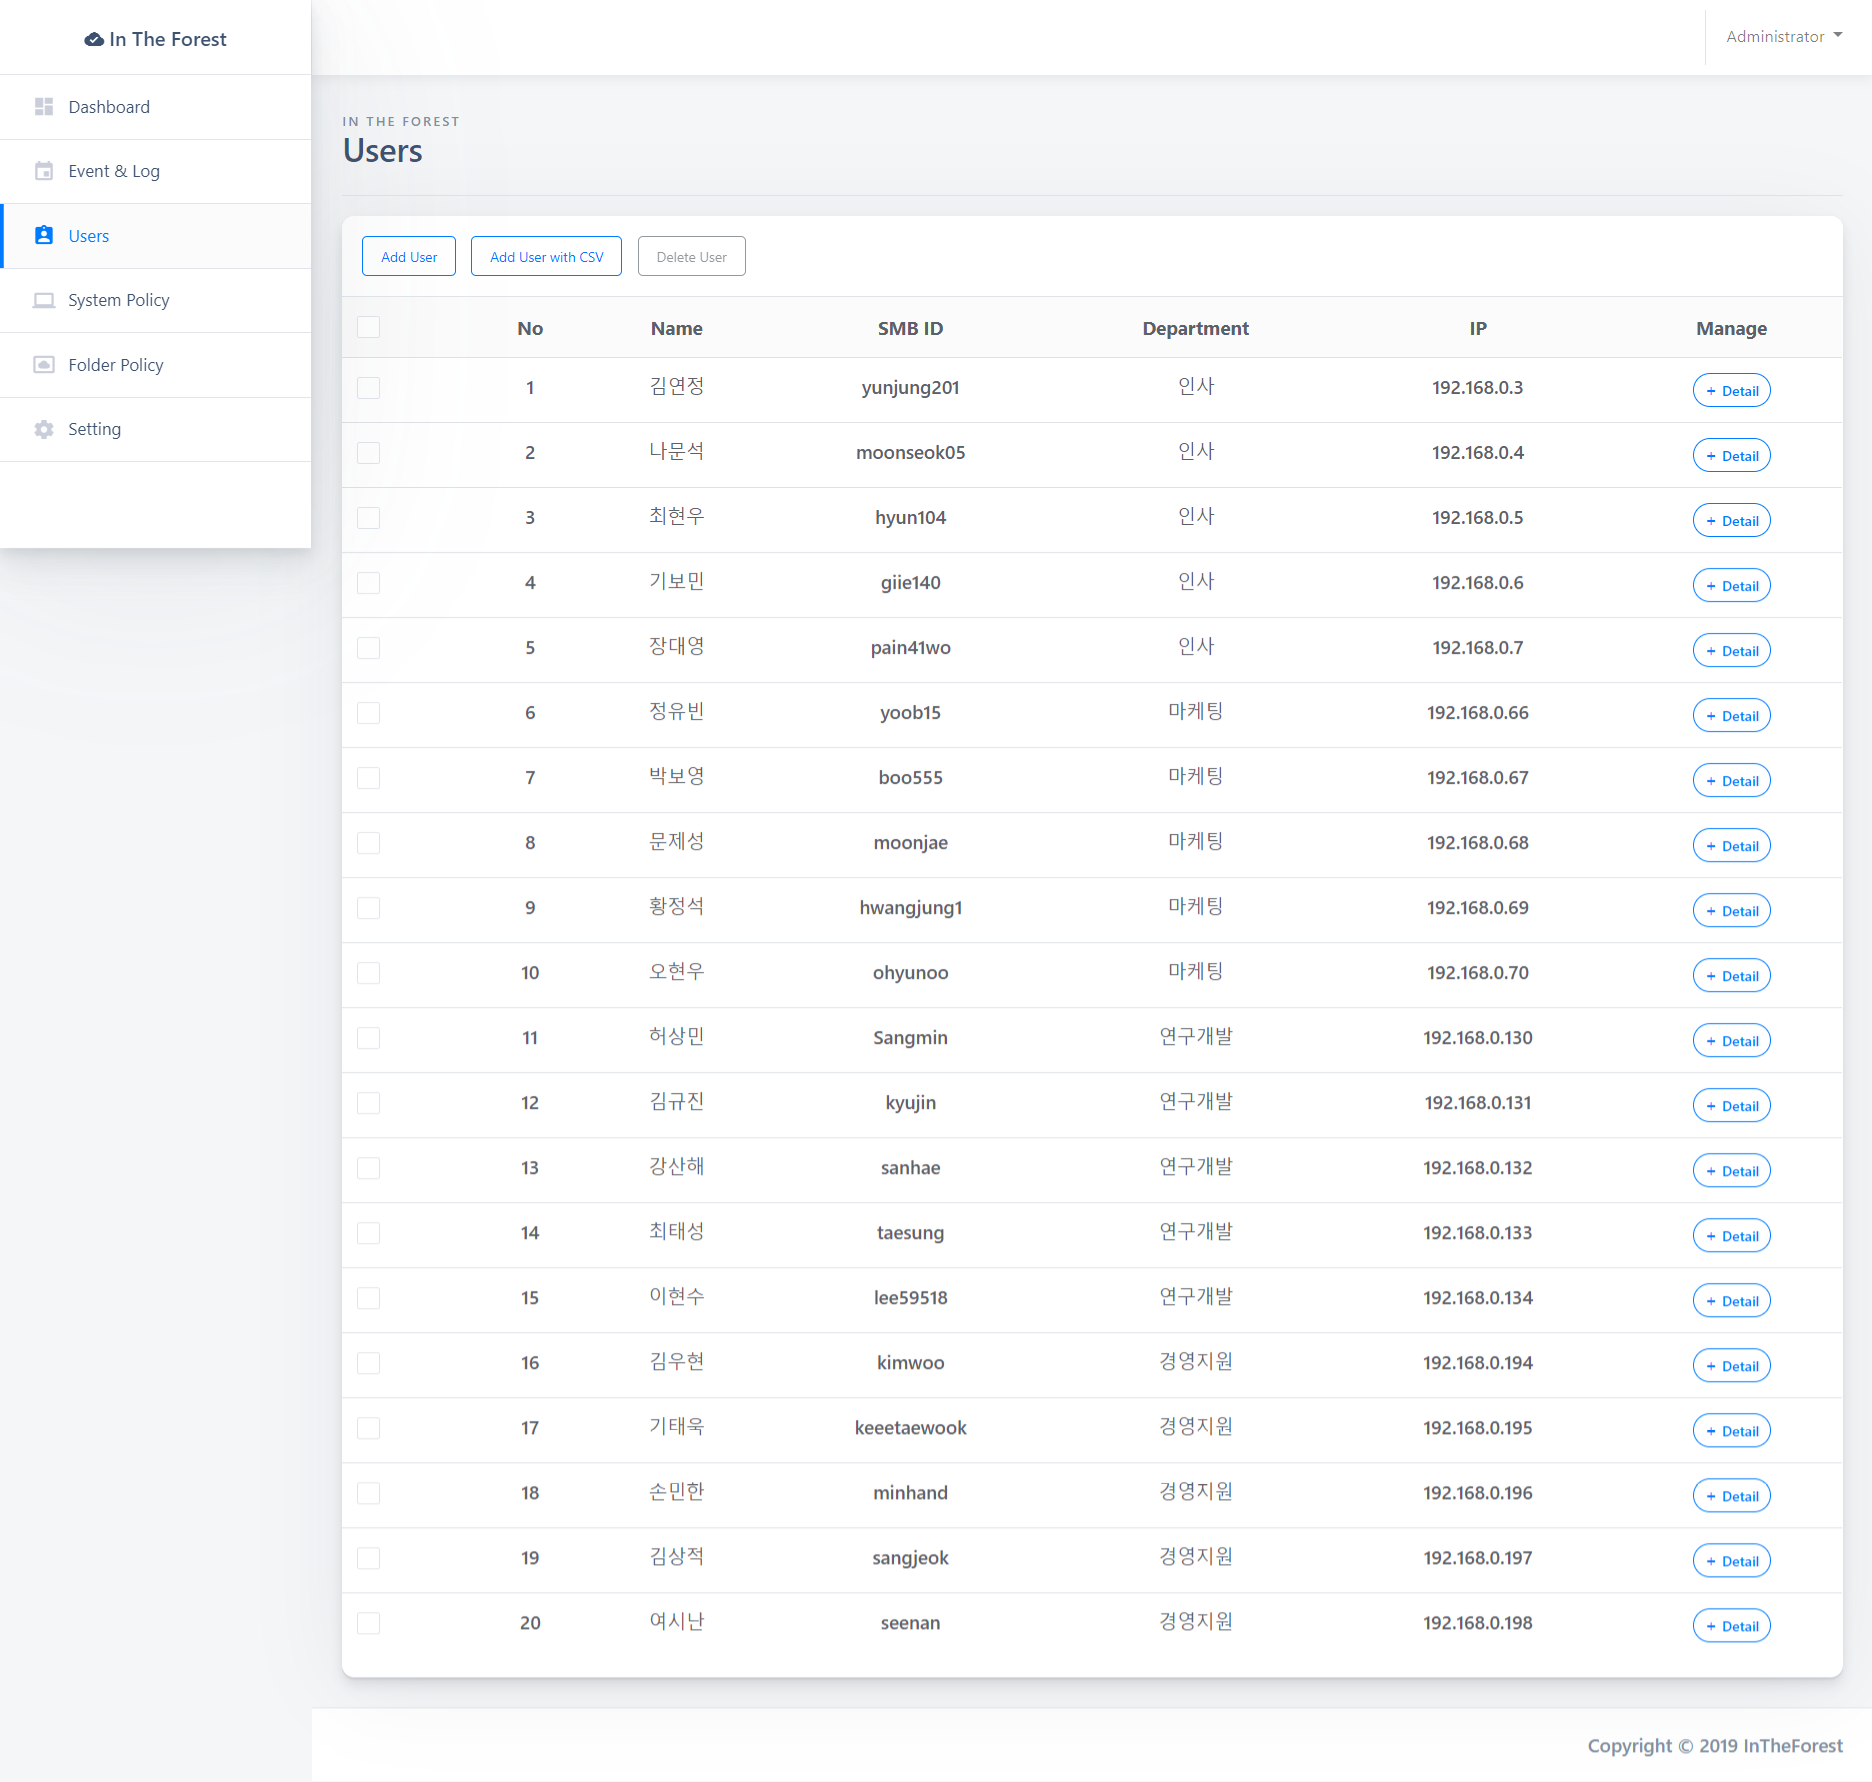 In The Forest
Administrator
Dashboard
Event & Log
Users
System Policy
Folder Policy
Setting
IN THE FOREST
Users
Add User Add User with CSV Delete User
No Name SMB ID Department IP Manage
1 김연정 yunjung201 인사 192.168.0.3 + Detail
2 나문석 moonseok05 인사 192.168.0.4 + Detail
3 최현우 hyun104 인사 192.168.0.5 + Detail
4 기보민 giie140 인사 192.168.0.6 + Detail
5 장대영 pain41wo 인사 192.168.0.7 + Detail
6 정유빈 yoob15 마케팅 192.168.0.66 + Detail
7 박보영 boo555 마케팅 192.168.0.67 + Detail
8 문제성 moonjae 마케팅 192.168.0.68 + Detail
9 황정석 hwangjung1 마케팅 192.168.0.69 + Detail
10 오현우 ohyunoo 마케팅 192.168.0.70 + Detail
11 허상민 Sangmin 연구개발 192.168.0.130 + Detail
12 김규진 kyujin 연구개발 192.168.0.131 + Detail
13 강산해 sanhae 연구개발 192.168.0.132 + Detail
14 최태성 taesung 연구개발 192.168.0.133 + Detail
15 이현수 lee59518 연구개발 192.168.0.134 + Detail
16 김우현 kimwoo 경영지원 192.168.0.194 + Detail
17 기태욱 keeetaewook 경영지원 192.168.0.195 + Detail
18 손민한 minhand 경영지원 192.168.0.196 + Detail
19 김상적 sangjeok 경영지원 192.168.0.197 + Detail
20 여시난 seenan 경영지원 192.168.0.198 + Detail
Copyright © 2019 InTheForest